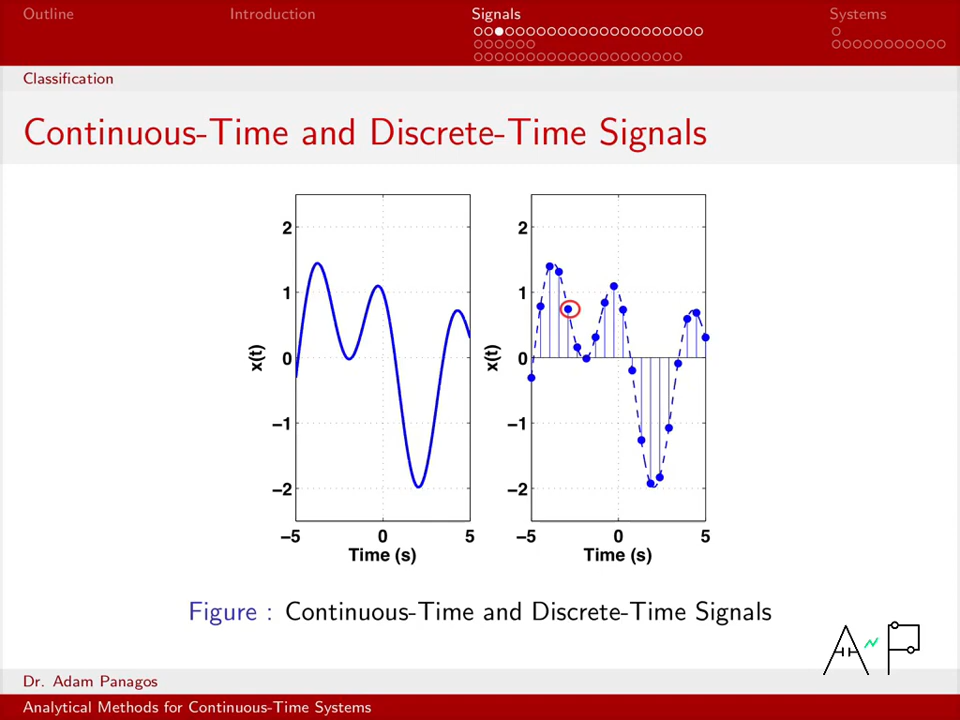 Outline Introduction Signals Systems
Classification
Continuous-Time and Discrete-Time Signals
2
1
0
−1
−2
x(t)
−5 0 5
Time (s)
2
1
0
−1
−2
x(t)
−5 0 5
Time (s)
Figure : Continuous-Time and Discrete-Time Signals
A P
Dr. Adam Panagos
Analytical Methods for Continuous-Time Systems